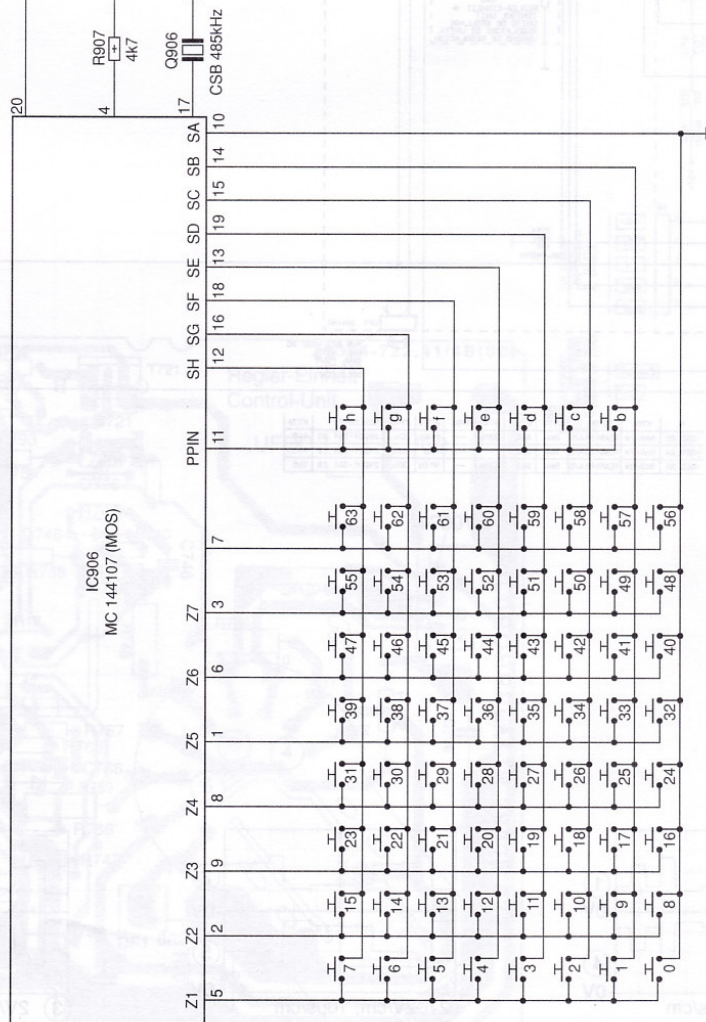 R907
4k7
Q906
CSB 485kHz
20
4
17
IC906
MC 144107 (MOS)
SA 10
SB 14
SC 15
SD 19
SE 13
SF 18
SG 16
SH 12
PPIN 11
7
Z7 3
Z6 6
Z5 1
Z4 8
Z3 9
Z2 2
Z1 5
h g f e d c b
63 62 61 60 59 58 57 56
55 54 53 52 51 50 49 48
47 46 45 44 43 42 41 40
39 38 37 36 35 34 33 32
31 30 29 28 27 26 25 24
23 22 21 20 19 18 17 16
15 14 13 12 11 10 9 8
7 6 5 4 3 2 1 0
Regler-Einheit
Control-Unit